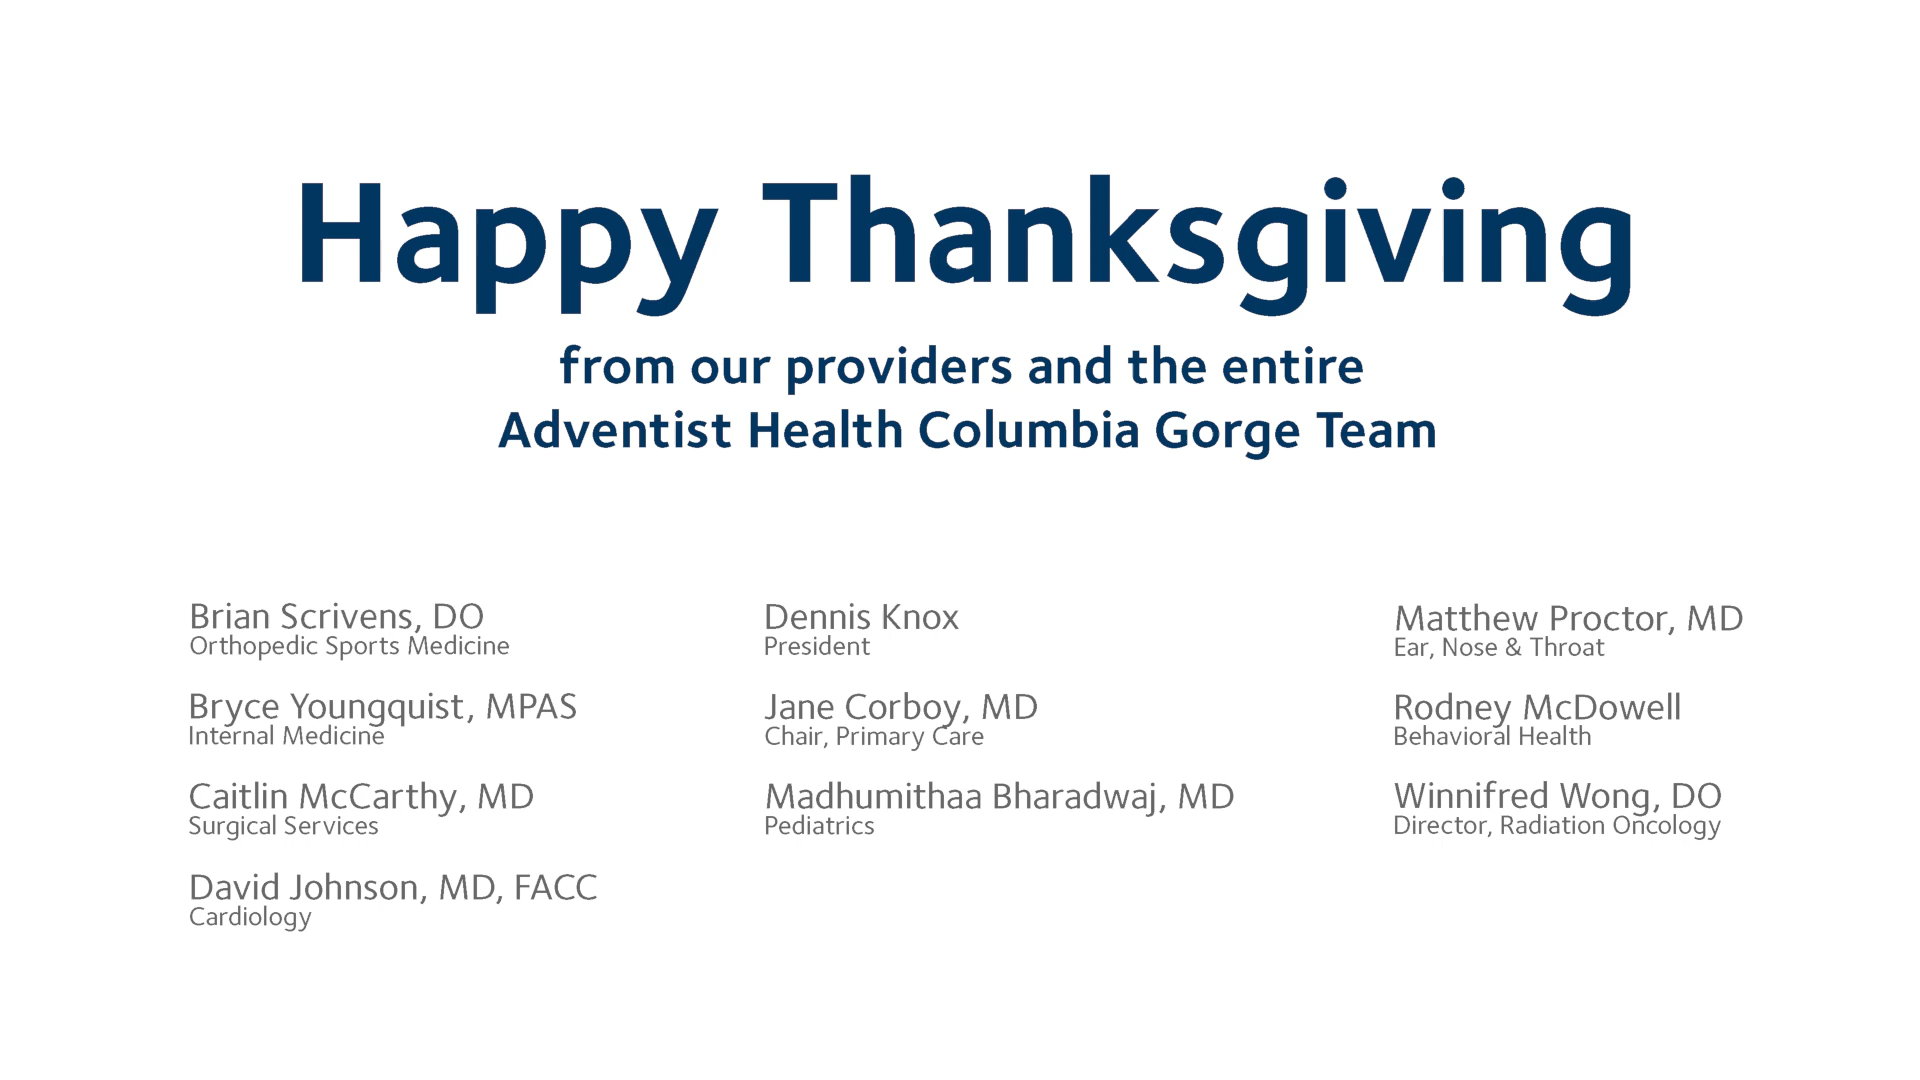 Happy Thanksgiving
from our providers and the entire
Adventist Health Columbia Gorge Team
Brian Scrivens, DO
Orthopedic Sports Medicine
Bryce Youngquist, MPAS
Internal Medicine
Caitlin McCarthy, MD
Surgical Services
David Johnson, MD, FACC
Cardiology
Dennis Knox
President
Jane Corboy, MD
Chair, Primary Care
Madhumithaa Bharadwaj, MD
Pediatrics
Matthew Proctor, MD
Ear, Nose & Throat
Rodney McDowell
Behavioral Health
Winnifred Wong, DO
Director, Radiation Oncology